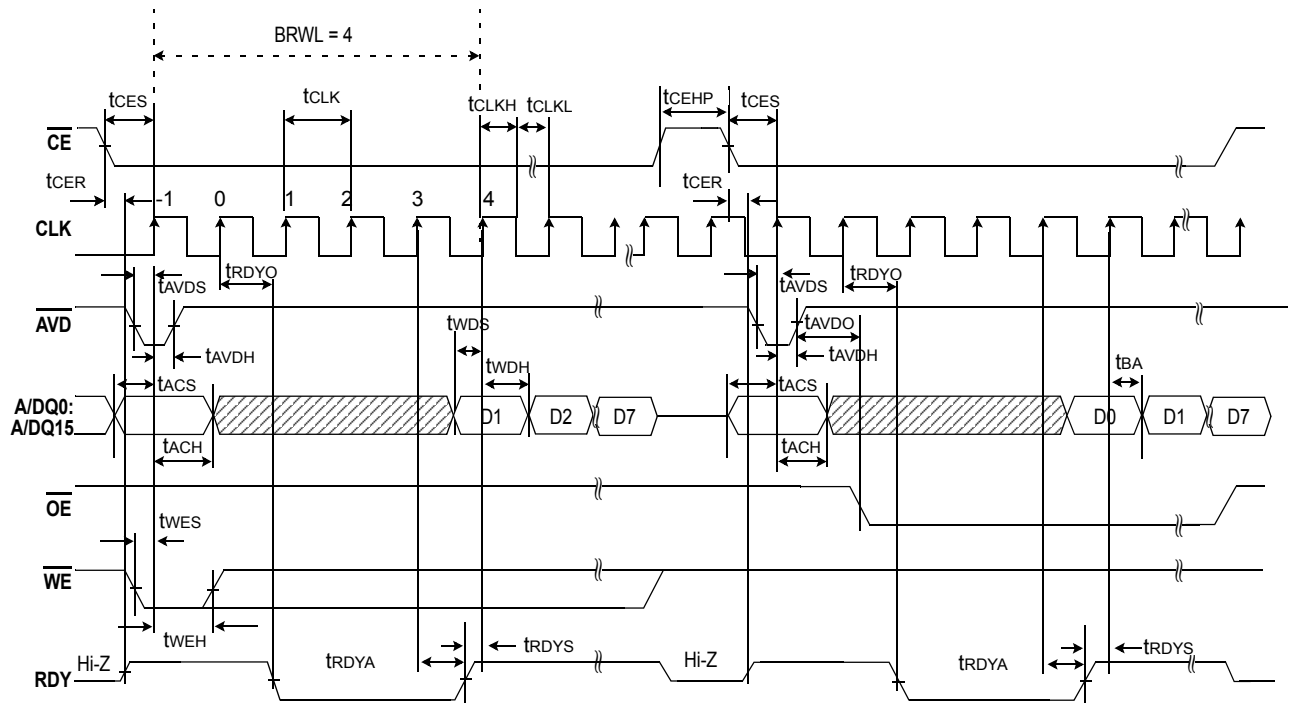 BRWL = 4
tCES tCLK tCLKH tCLKL tCEHP tCES
CE
tCER tCER
-1 0 1 2 3 4
CLK
tRDYO tRDYO
tAVDS tAVDS
AVD
tWDS tAVDO
tAVDH tWDH tAVDH
tACS tACS tBA
A/DQ0:
A/DQ15
D1 D2 D7 D0 D1 D7
tACH tACH
OE
tWES
WE
tWEH
Hi-Z tRDYA tRDYS Hi-Z tRDYA tRDYS
RDY